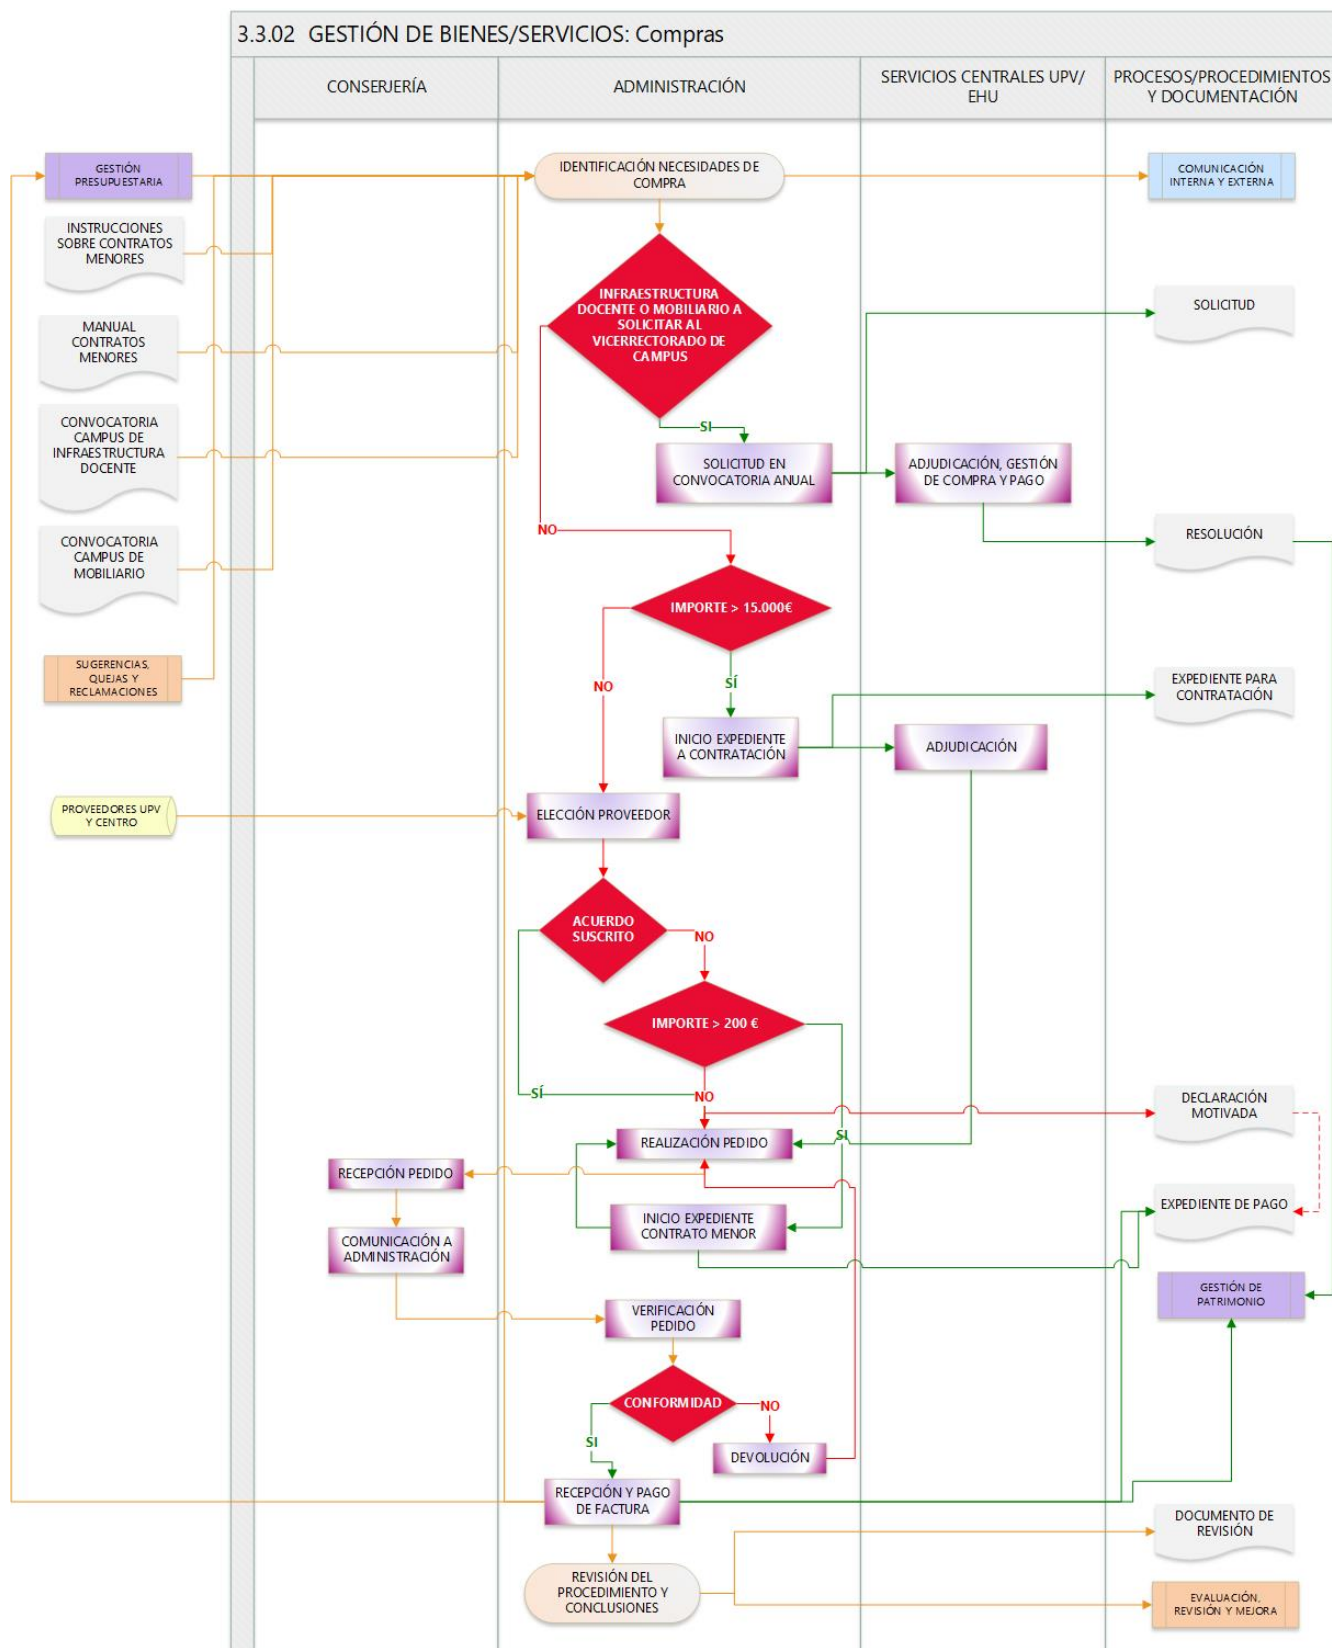 3.3.02 GESTIÓN DE BIENES/SERVICIOS: Compras
CONSERJERÍA
ADMINISTRACIÓN
SERVICIOS CENTRALES UPV/
EHU
PROCESOS/PROCEDIMIENTOS
Y DOCUMENTACIÓN
GESTIÓN
PRESUPUESTARIA
IDENTIFICACIÓN NECESIDADES DE
COMPRA
COMUNICACIÓN
INTERNA Y EXTERNA
INSTRUCCIONES
SOBRE CONTRATOS
MENORES
INFRAESTRUCTURA
DOCENTE O MOBILIARIO A
SOLICITAR AL
VICERRECTORADO DE
CAMPUS
SOLICITUD
MANUAL
CONTRATOS
MENORES
CONVOCATORIA
CAMPUS DE
INFRAESTRUCTURA
DOCENTE
SI
SOLICITUD EN
CONVOCATORIA ANUAL
ADJUDICACIÓN, GESTIÓN
DE COMPRA Y PAGO
NO
RESOLUCIÓN
CONVOCATORIA
CAMPUS DE
MOBILIARIO
IMPORTE > 15.000€
SUGERENCIAS,
QUEJAS Y
RECLAMACIONES
NO
SÍ
EXPEDIENTE PARA
CONTRATACIÓN
INICIO EXPEDIENTE
A CONTRATACIÓN
ADJUDICACIÓN
PROVEEDORES UPV
Y CENTRO
ELECCIÓN PROVEEDOR
ACUERDO
SUSCRITO
NO
IMPORTE > 200 €
SÍ
NO
DECLARACIÓN
MOTIVADA
SI
REALIZACIÓN PEDIDO
RECEPCIÓN PEDIDO
EXPEDIENTE DE PAGO
INICIO EXPEDIENTE
CONTRATO MENOR
COMUNICACIÓN A
ADMINISTRACIÓN
GESTIÓN DE
PATRIMONIO
VERIFICACIÓN
PEDIDO
CONFORMIDAD
NO
SI
DEVOLUCIÓN
RECEPCIÓN Y PAGO
DE FACTURA
DOCUMENTO DE
REVISIÓN
REVISIÓN DEL
PROCEDIMIENTO Y
CONCLUSIONES
EVALUACIÓN,
REVISIÓN Y MEJORA